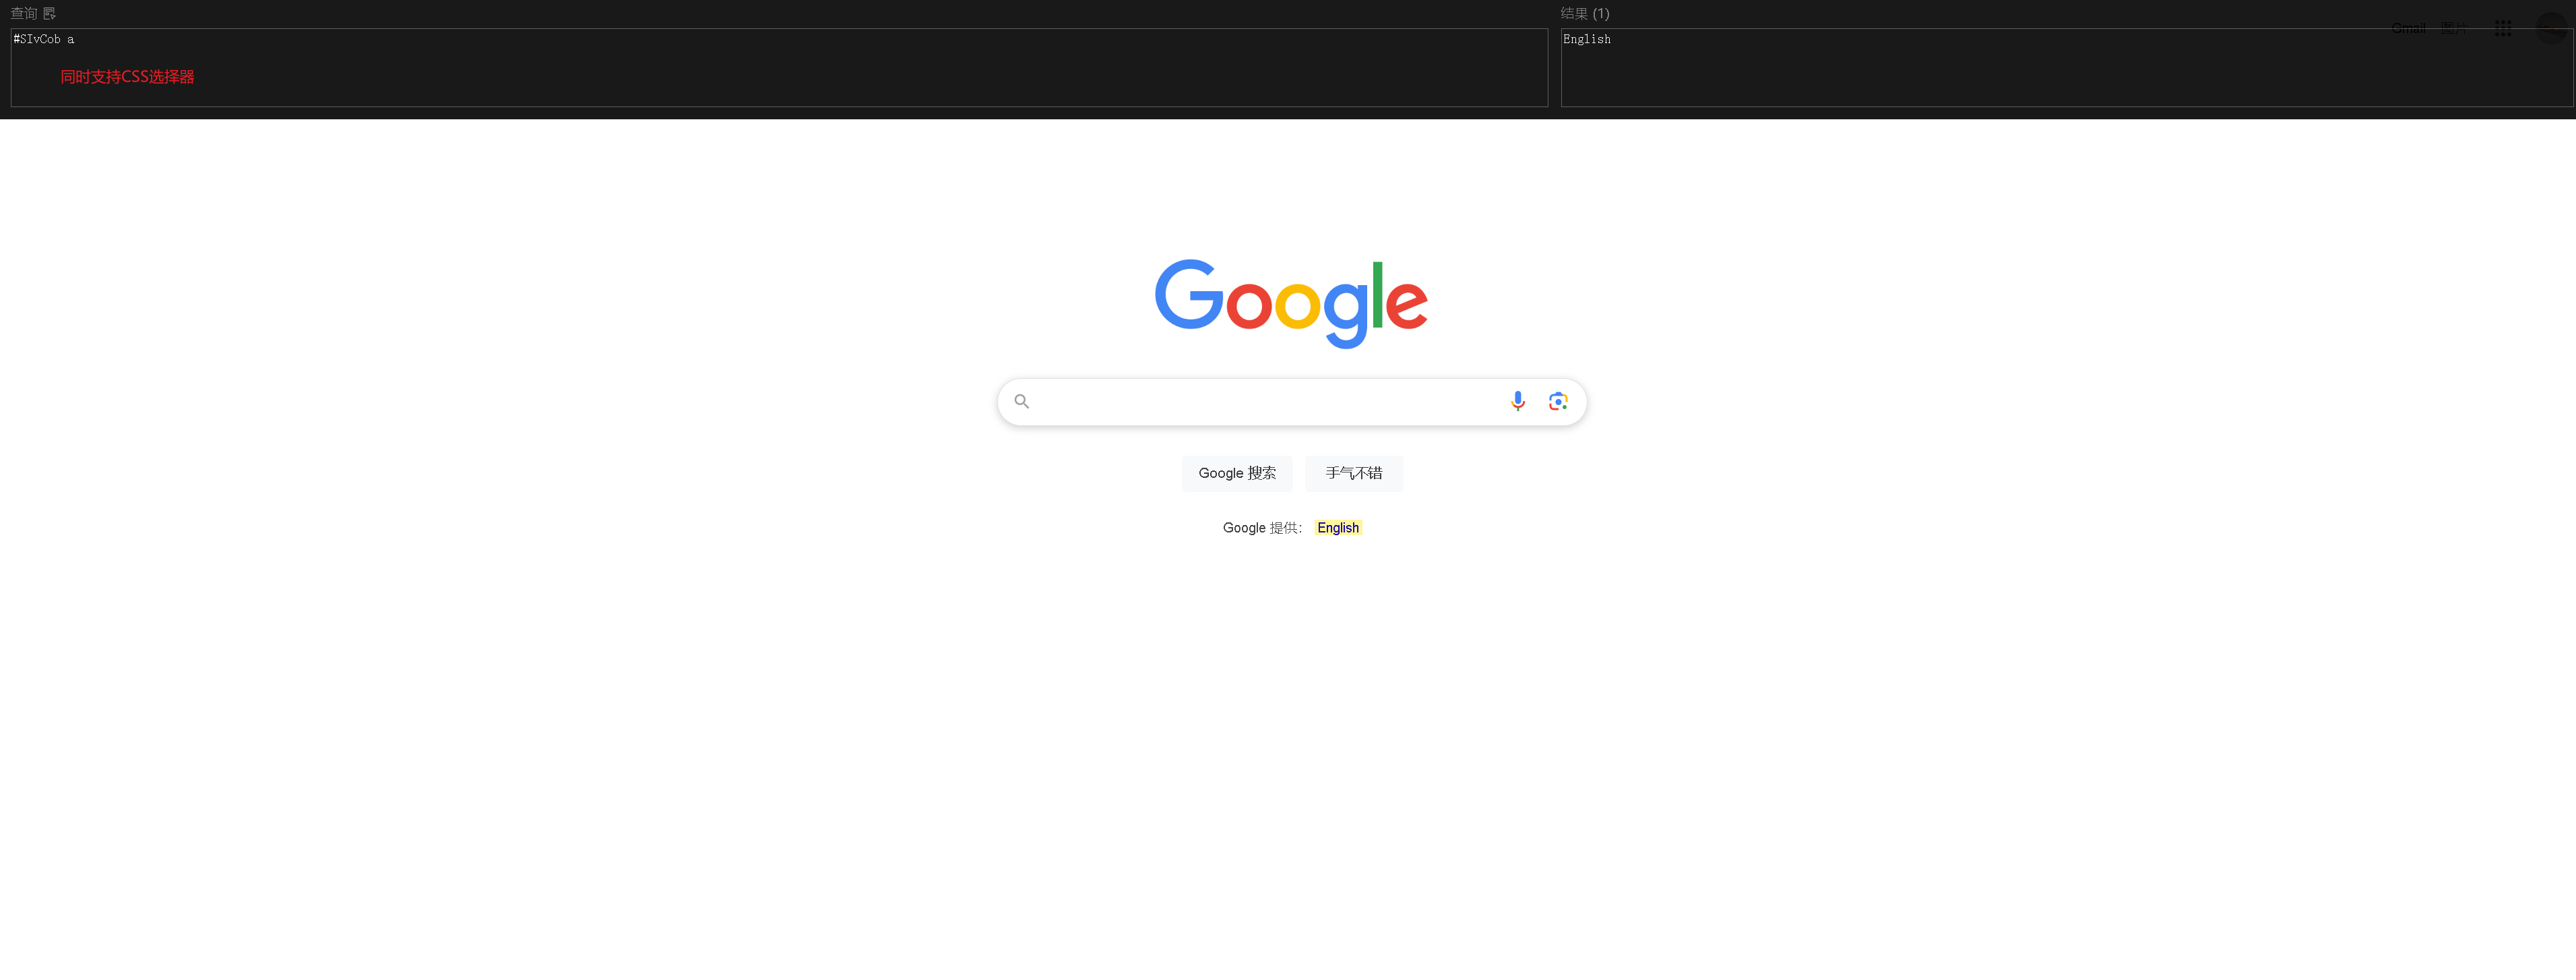 查询
结果 (1)
Gmail 图片
#SIvCob a
English
同时支持CSS选择器
Google
Google 搜索
手气不错
Google 提供： English